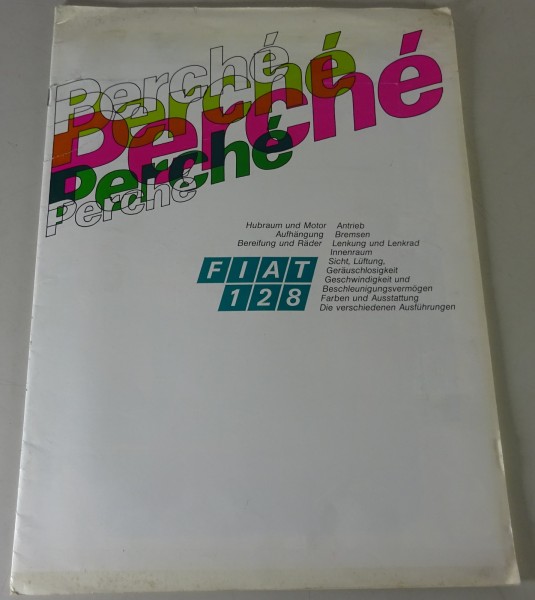 Perché
Perché
Perché
Perché
Perché
Hubraum und Motor Antrieb
Aufhängung Bremsen
Bereifung und Räder Lenkung und Lenkrad
Innenraum
Sicht, Lüftung,
Geräuschlosigkeit
Geschwindigkeit und
Beschleunigungsvermögen
Farben und Ausstattung
Die verschiedenen Ausführungen
FIAT
128